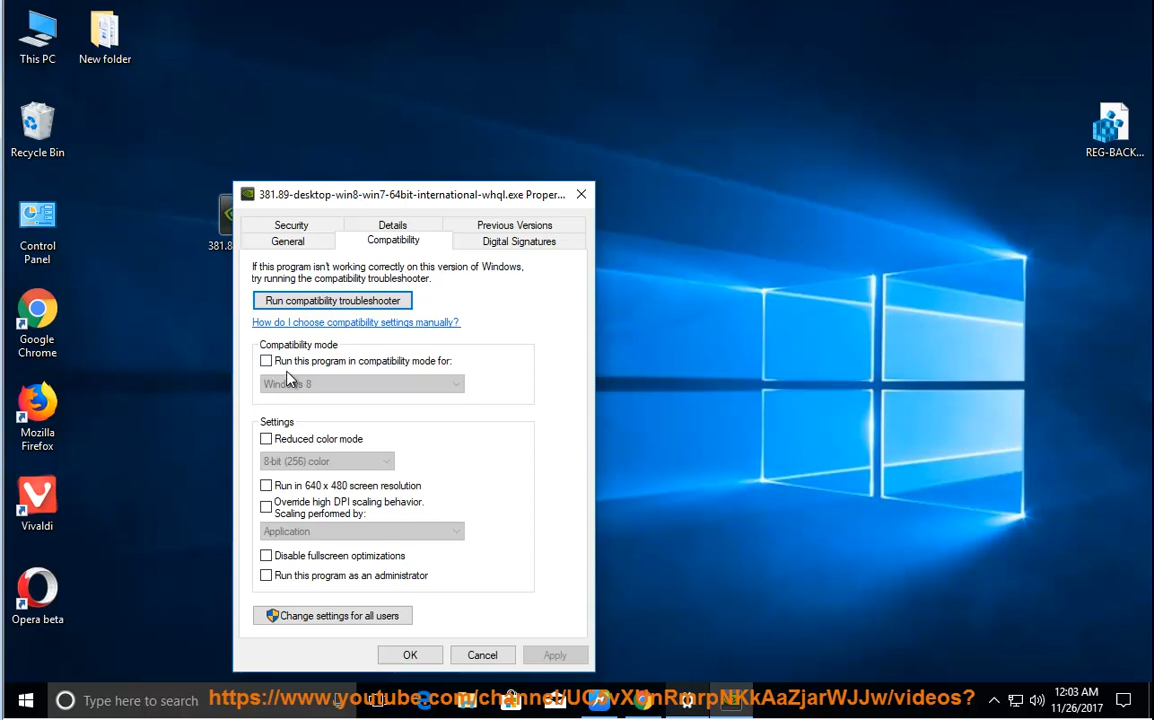 This PC
New folder
Recycle Bin
REG-BACK...
Control
Panel
Google
Chrome
Mozilla
Firefox
Vivaldi
Opera beta
381.89-desktop-win8-win7-64bit-international-whql.exe Proper...
Security
Details
Previous Versions
General
Compatibility
Digital Signatures
If this program isn't working correctly on this version of Windows,
try running the compatibility troubleshooter.
Run compatibility troubleshooter
How do I choose compatibility settings manually?
Compatibility mode
Run this program in compatibility mode for:
Windows 8
Settings
Reduced color mode
8-bit (256) color
Run in 640 x 480 screen resolution
Override high DPI scaling behavior.
Scaling performed by:
Application
Disable fullscreen optimizations
Run this program as an administrator
Change settings for all users
OK
Cancel
Apply
Type here to search
12:03 AM
11/26/2017